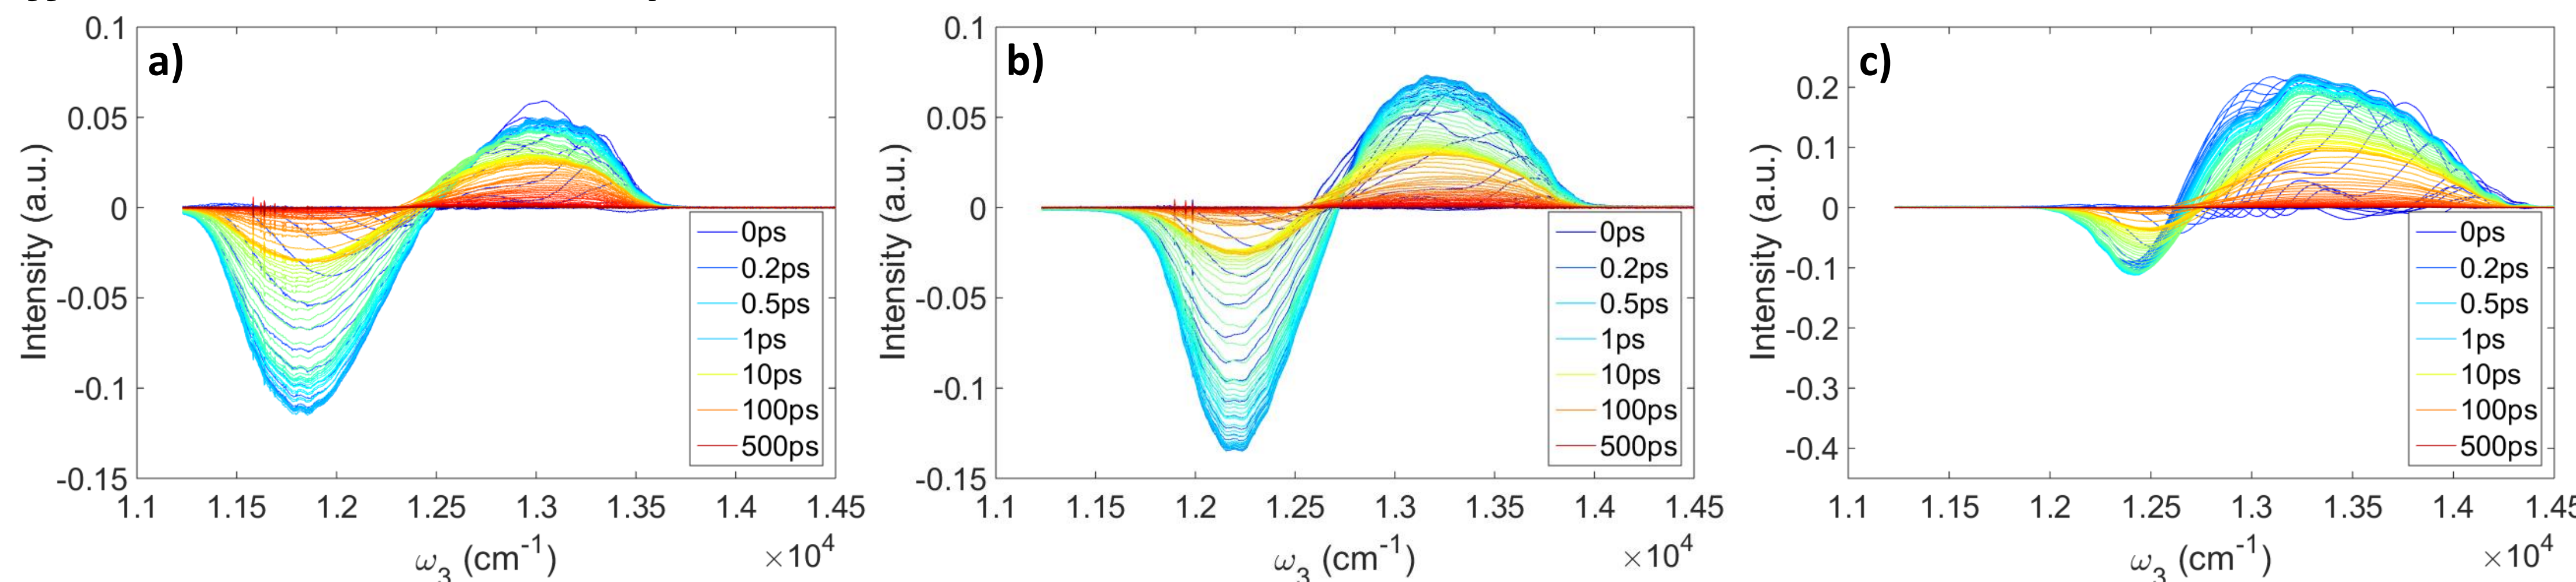 a)
0.1
0.05
0
-0.05
-0.1
-0.15
Intensity (a.u.)
0ps
0.2ps
0.5ps
1ps
10ps
100ps
500ps
1.1 1.15 1.2 1.25 1.3 1.35 1.4 1.45
ω3 (cm-1)
×10^4
b)
0.1
0.05
0
-0.05
-0.1
-0.15
Intensity (a.u.)
0ps
0.2ps
0.5ps
1ps
10ps
100ps
500ps
1.1 1.15 1.2 1.25 1.3 1.35 1.4 1.45
ω3 (cm-1)
×10^4
c)
0.2
0.1
0
-0.1
-0.2
-0.3
-0.4
Intensity (a.u.)
0ps
0.2ps
0.5ps
1ps
10ps
100ps
500ps
1.1 1.15 1.2 1.25 1.3 1.35 1.4 1.45
ω3 (cm-1)
×10^4